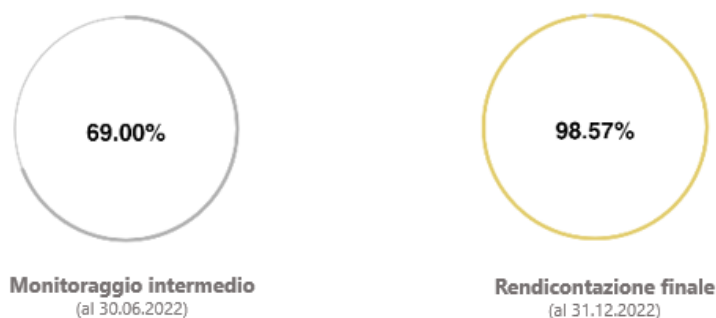 69.00%
98.57%
Monitoraggio intermedio
(al 30.06.2022)
Rendicontazione finale
(al 31.12.2022)